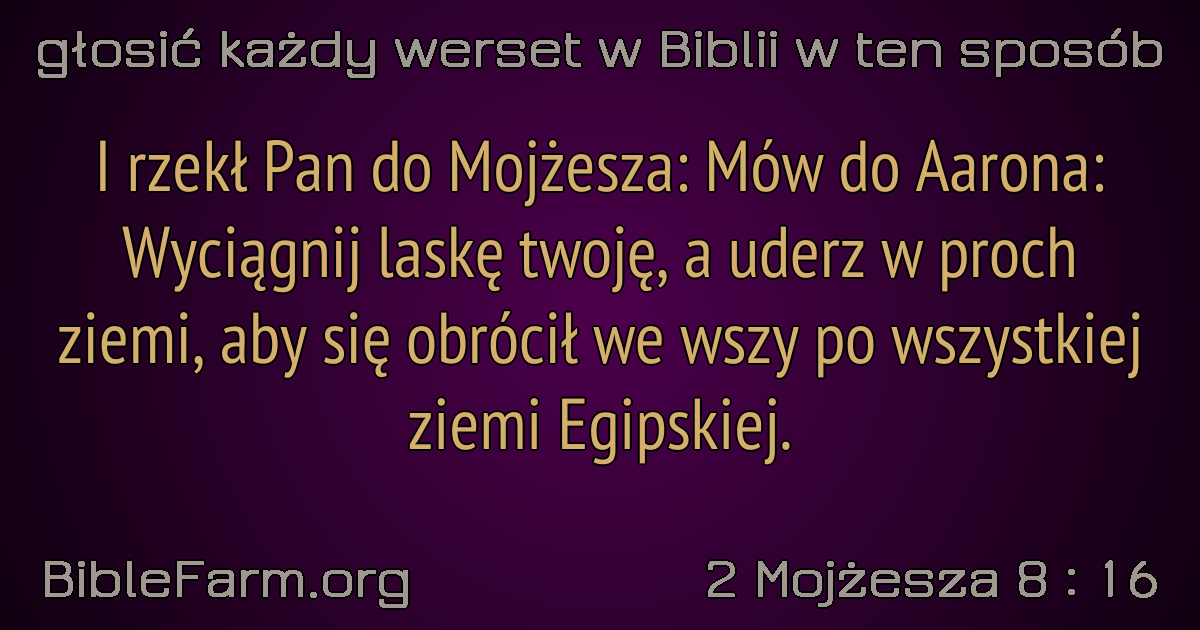 głosić każdy werset w Biblii w ten sposób
I rzekł Pan do Mojżesza: Mów do Aarona:
Wyciągnij laskę twoję, a uderz w proch
ziemi, aby się obrócił we wszy po wszystkiej
ziemi Egipskiej.
BibleFarm.org
2 Mojżesza 8 : 16